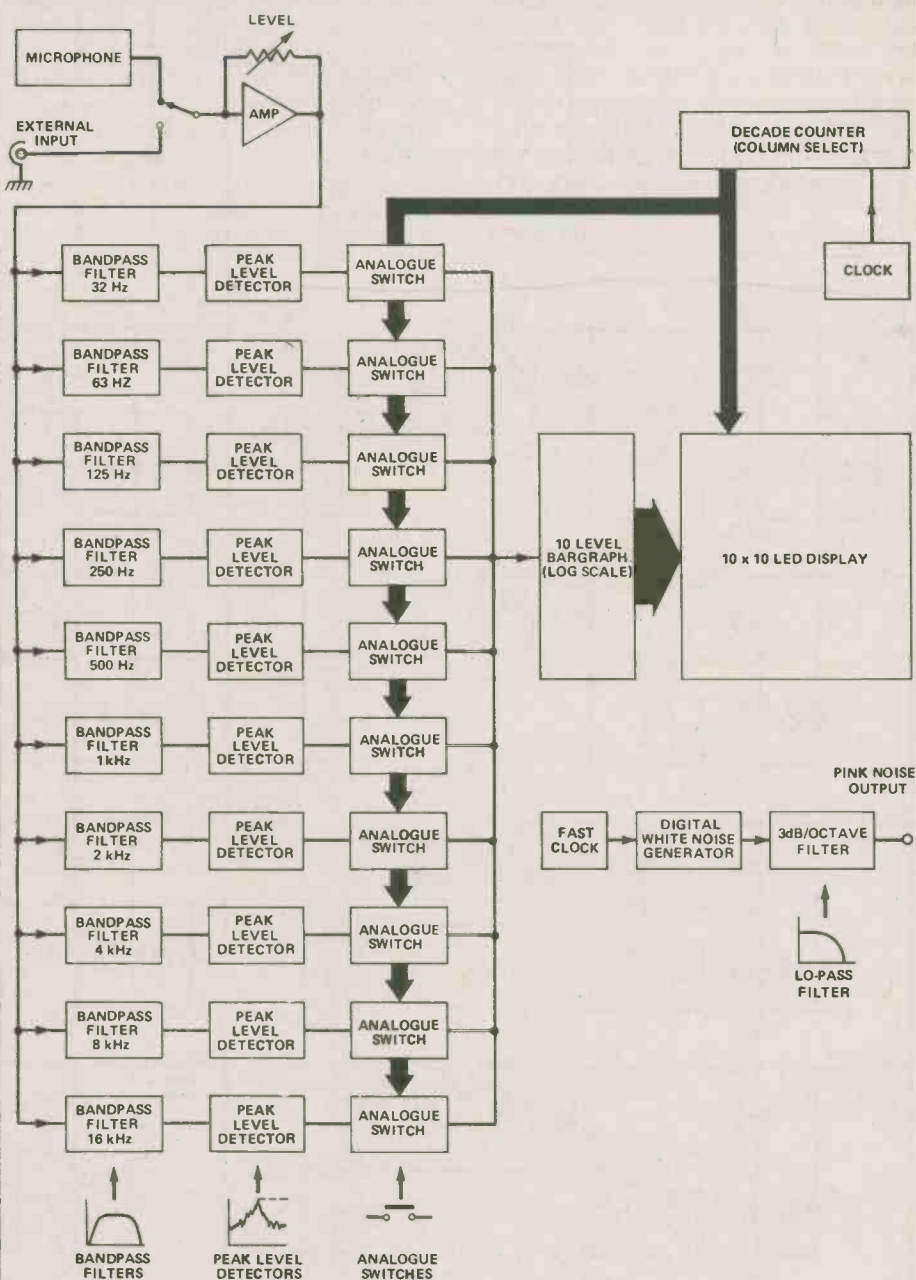 LEVEL
MICROPHONE
AMP
EXTERNAL
INPUT
DECADE COUNTER
(COLUMN SELECT)
CLOCK
BANDPASS
FILTER
32 Hz
PEAK
LEVEL
DETECTOR
ANALOGUE
SWITCH
BANDPASS
FILTER
63 HZ
PEAK
LEVEL
DETECTOR
ANALOGUE
SWITCH
BANDPASS
FILTER
125 Hz
PEAK
LEVEL
DETECTOR
ANALOGUE
SWITCH
BANDPASS
FILTER
250 Hz
PEAK
LEVEL
DETECTOR
ANALOGUE
SWITCH
10 LEVEL
BARGRAPH
(LOG SCALE)
10 x 10 LED DISPLAY
BANDPASS
FILTER
500 Hz
PEAK
LEVEL
DETECTOR
ANALOGUE
SWITCH
BANDPASS
FILTER
1kHz
PEAK
LEVEL
DETECTOR
ANALOGUE
SWITCH
BANDPASS
FILTER
2 kHz
PEAK
LEVEL
DETECTOR
ANALOGUE
SWITCH
PINK NOISE
OUTPUT
FAST
CLOCK
DIGITAL
WHITE NOISE
GENERATOR
3dB/OCTAVE
FILTER
LO-PASS
FILTER
BANDPASS
FILTER
4 kHz
PEAK
LEVEL
DETECTOR
ANALOGUE
SWITCH
BANDPASS
FILTER
8 kHz
PEAK
LEVEL
DETECTOR
ANALOGUE
SWITCH
BANDPASS
FILTER
16 kHz
PEAK
LEVEL
DETECTOR
ANALOGUE
SWITCH
BANDPASS
FILTERS
PEAK LEVEL
DETECTORS
ANALOGUE
SWITCHES